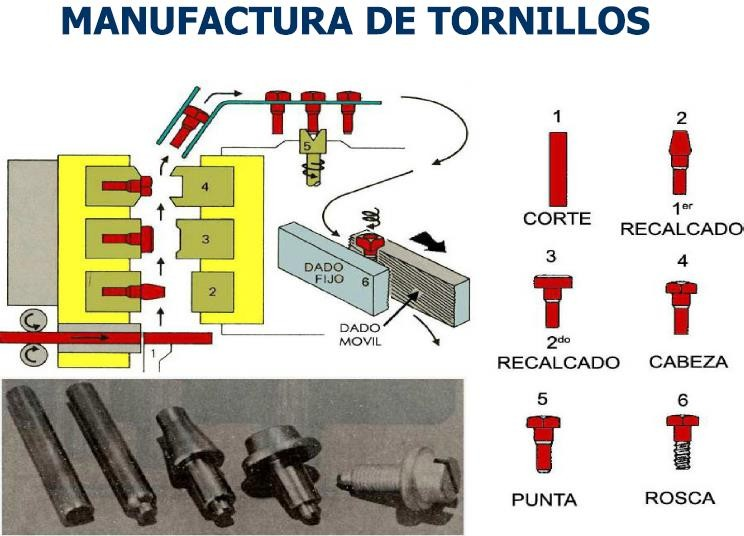 MANUFACTURA DE TORNILLOS
5
4
3
2
1
DADO
FIJO
6
DADO
MOVIL
1
CORTE
2
1er
RECALCADO
3
2do
RECALCADO
4
CABEZA
5
PUNTA
6
ROSCA